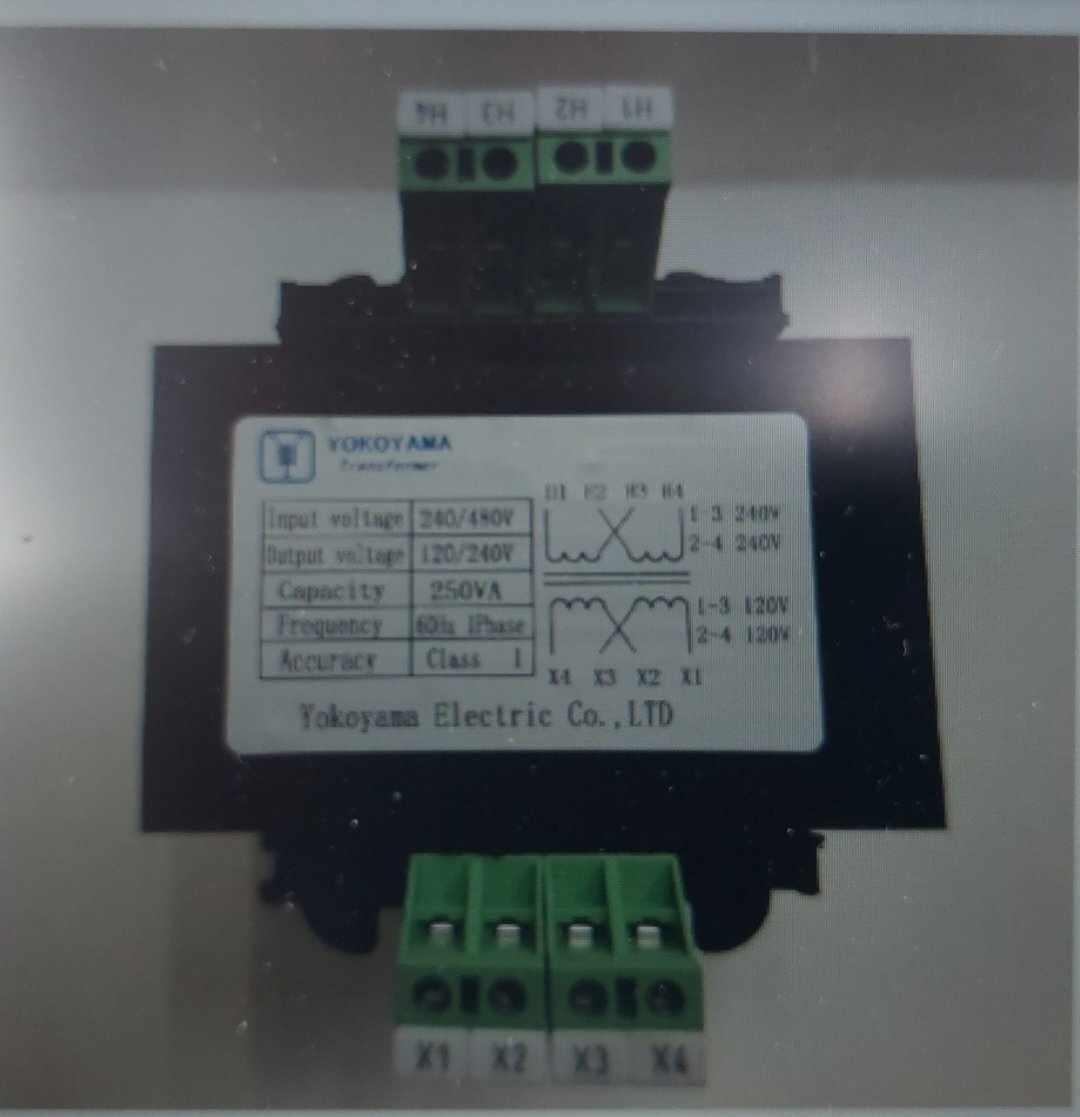 H4 H3 H2 H1
YOKOYAMA
Transformer
Input voltage 240/480V
Output voltage 120/240V
Capacity 250VA
Frequency 60Hz 1Phase
Accuracy Class 1
H1 H2 H3 H4
1-3 240V
2-4 240V
1-3 120V
2-4 120V
X4 X3 X2 X1
Yokoyama Electric Co.,LTD
X1 X2 X3 X4